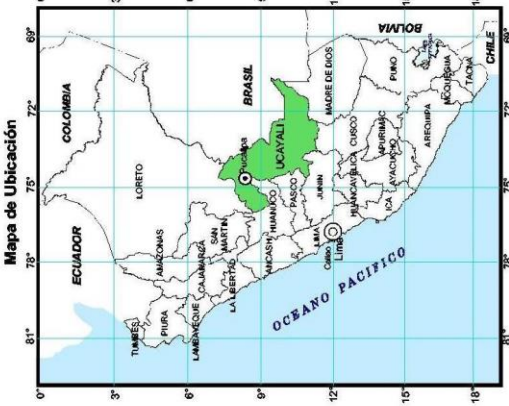 Mapa de Ubicación
81°
78°
75°
72°
69°
0°
3°
6°
9°
12°
15°
18°
ECUADOR
COLOMBIA
BRASIL
BOLIVIA
CHILE
OCEANO PACIFICO
TUMBES
PIURA
LAMBAYEQUE
AMAZONAS
CAJAMARCA
LORETO
SAN
MARTIN
LA LIBERTAD
ANCASH
HUANUCO
Pucallpa
UCAYALI
PASCO
JUNIN
LIMA
Callao
Lima
MADRE DE DIOS
HUANCAVELICA
CUSCO
ICA
AYACUCHO
APURIMAC
AREQUIPA
PUNO
MOQUEGUA
TACNA